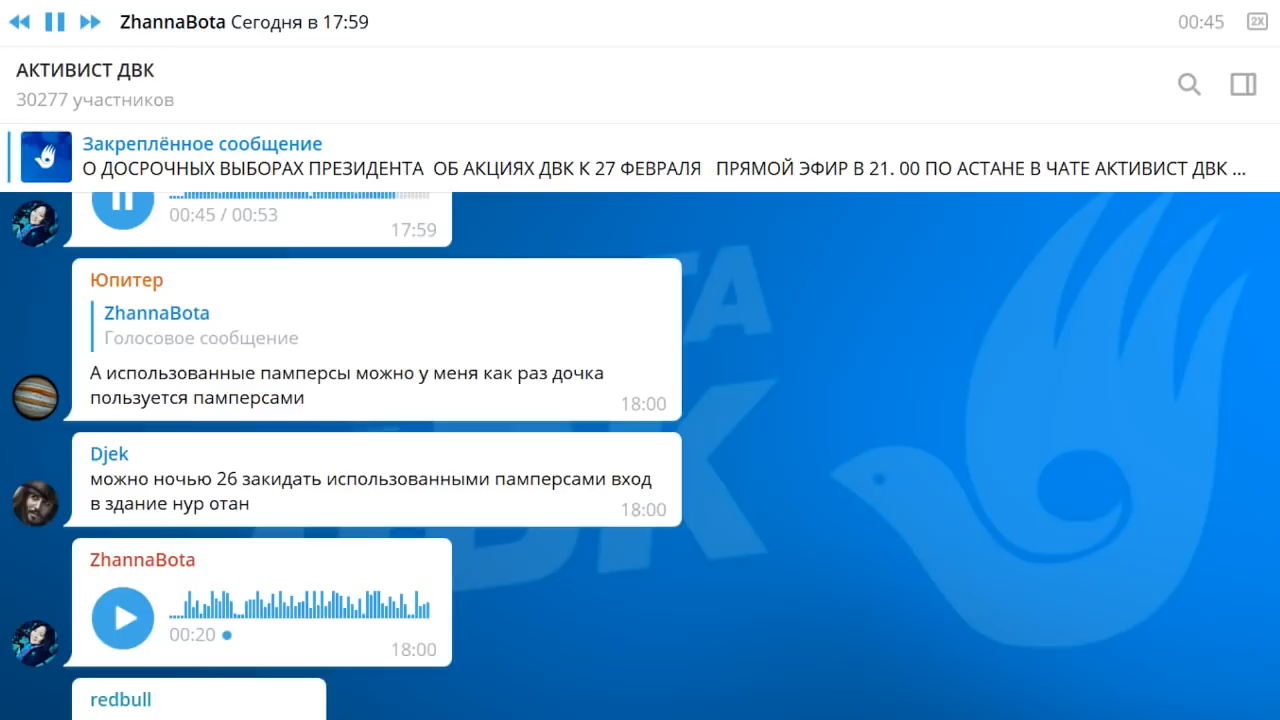 ZhannaBota Сегодня в 17:59
00:45
2X
АКТИВИСТ ДВК
30277 участников
Закреплённое сообщение
О ДОСРОЧНЫХ ВЫБОРАХ ПРЕЗИДЕНТА ОБ АКЦИЯХ ДВК К 27 ФЕВРАЛЯ ПРЯМОЙ ЭФИР В 21. 00 ПО АСТАНЕ В ЧАТЕ АКТИВИСТ ДВК ...
00:45 / 00:53
17:59
Юпитер
ZhannaBota
Голосовое сообщение
А использованные памперсы можно у меня как раз дочка
пользуется памперсами
18:00
Djek
можно ночью 26 закидать использованными памперсами вход
в здание нур отан
18:00
ZhannaBota
00:20
18:00
redbull